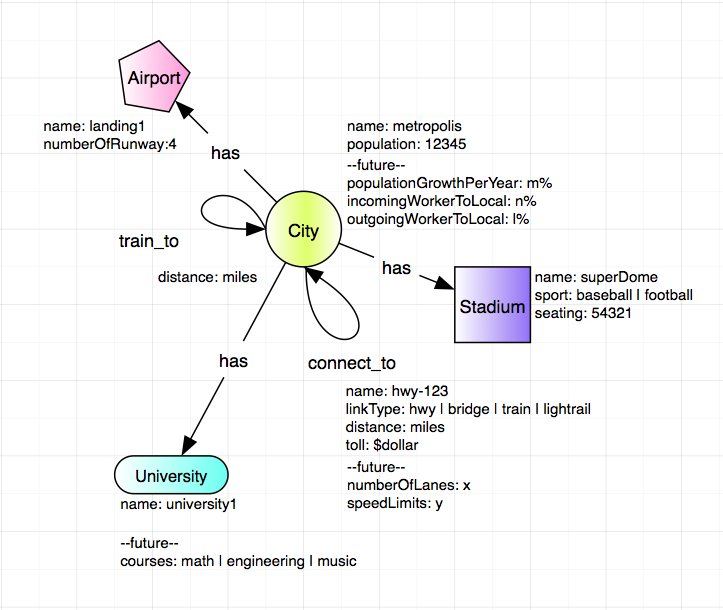 Airport
name: landing1
numberOfRunway:4
has
name: metropolis
population: 12345
--future--
populationGrowthPerYear: m%
incomingWorkerToLocal: n%
outgoingWorkerToLocal: l%
City
train_to
distance: miles
has
Stadium
name: superDome
sport: baseball | football
seating: 54321
has
connect_to
name: hwy-123
linkType: hwy | bridge | train | lightrail
distance: miles
toll: $dollar
--future--
numberOfLanes: x
speedLimits: y
University
name: university1
--future--
courses: math | engineering | music